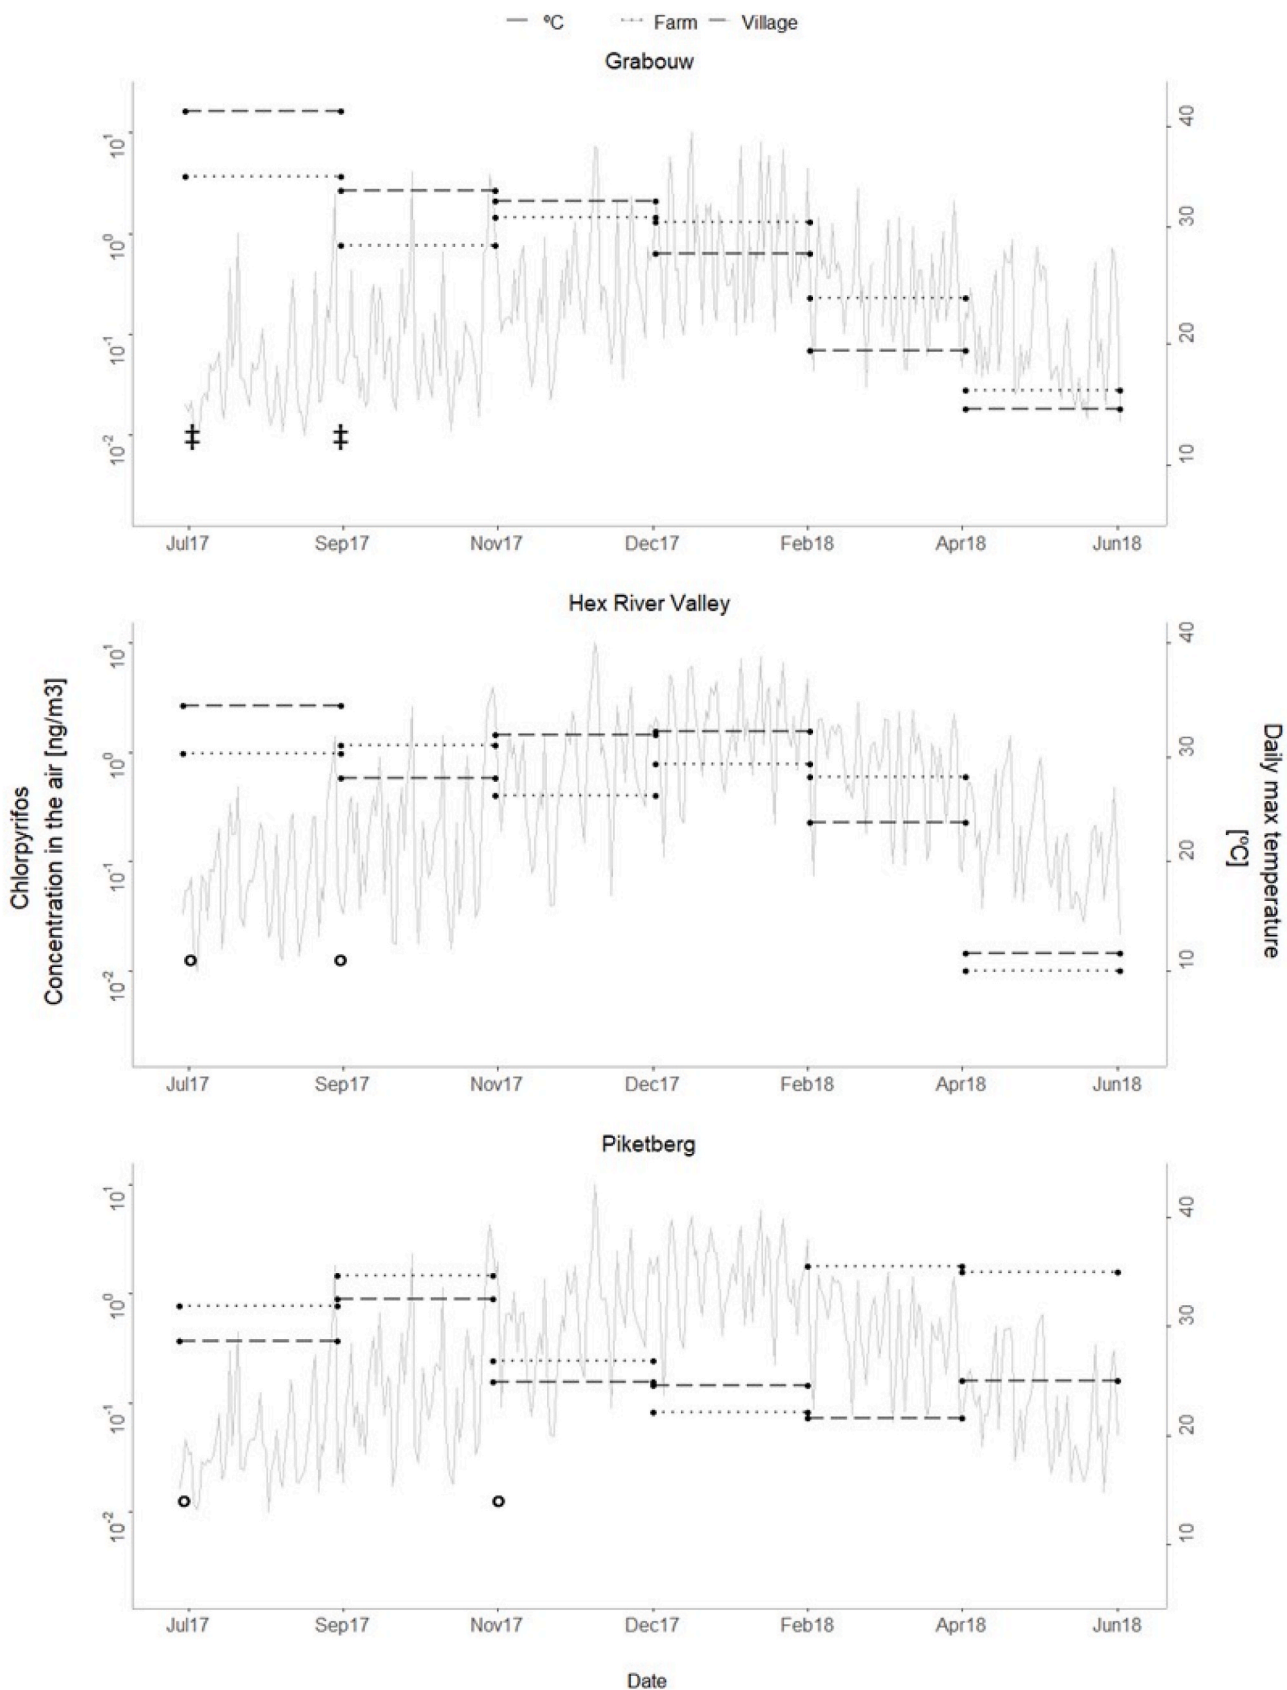 ºC Farm Village
Grabouw
10¹
10⁰
10⁻¹
10⁻²
40
30
20
10
Jul17 Sep17 Nov17 Dec17 Feb18 Apr18 Jun18
Hex River Valley
Chlorpyrifos
Concentration in the air [ng/m3]
10¹
10⁰
10⁻¹
10⁻²
40
30
20
10
Daily max temperature
[ºC]
Jul17 Sep17 Nov17 Dec17 Feb18 Apr18 Jun18
Piketberg
10¹
10⁰
10⁻¹
10⁻²
40
30
20
10
Jul17 Sep17 Nov17 Dec17 Feb18 Apr18 Jun18
Date